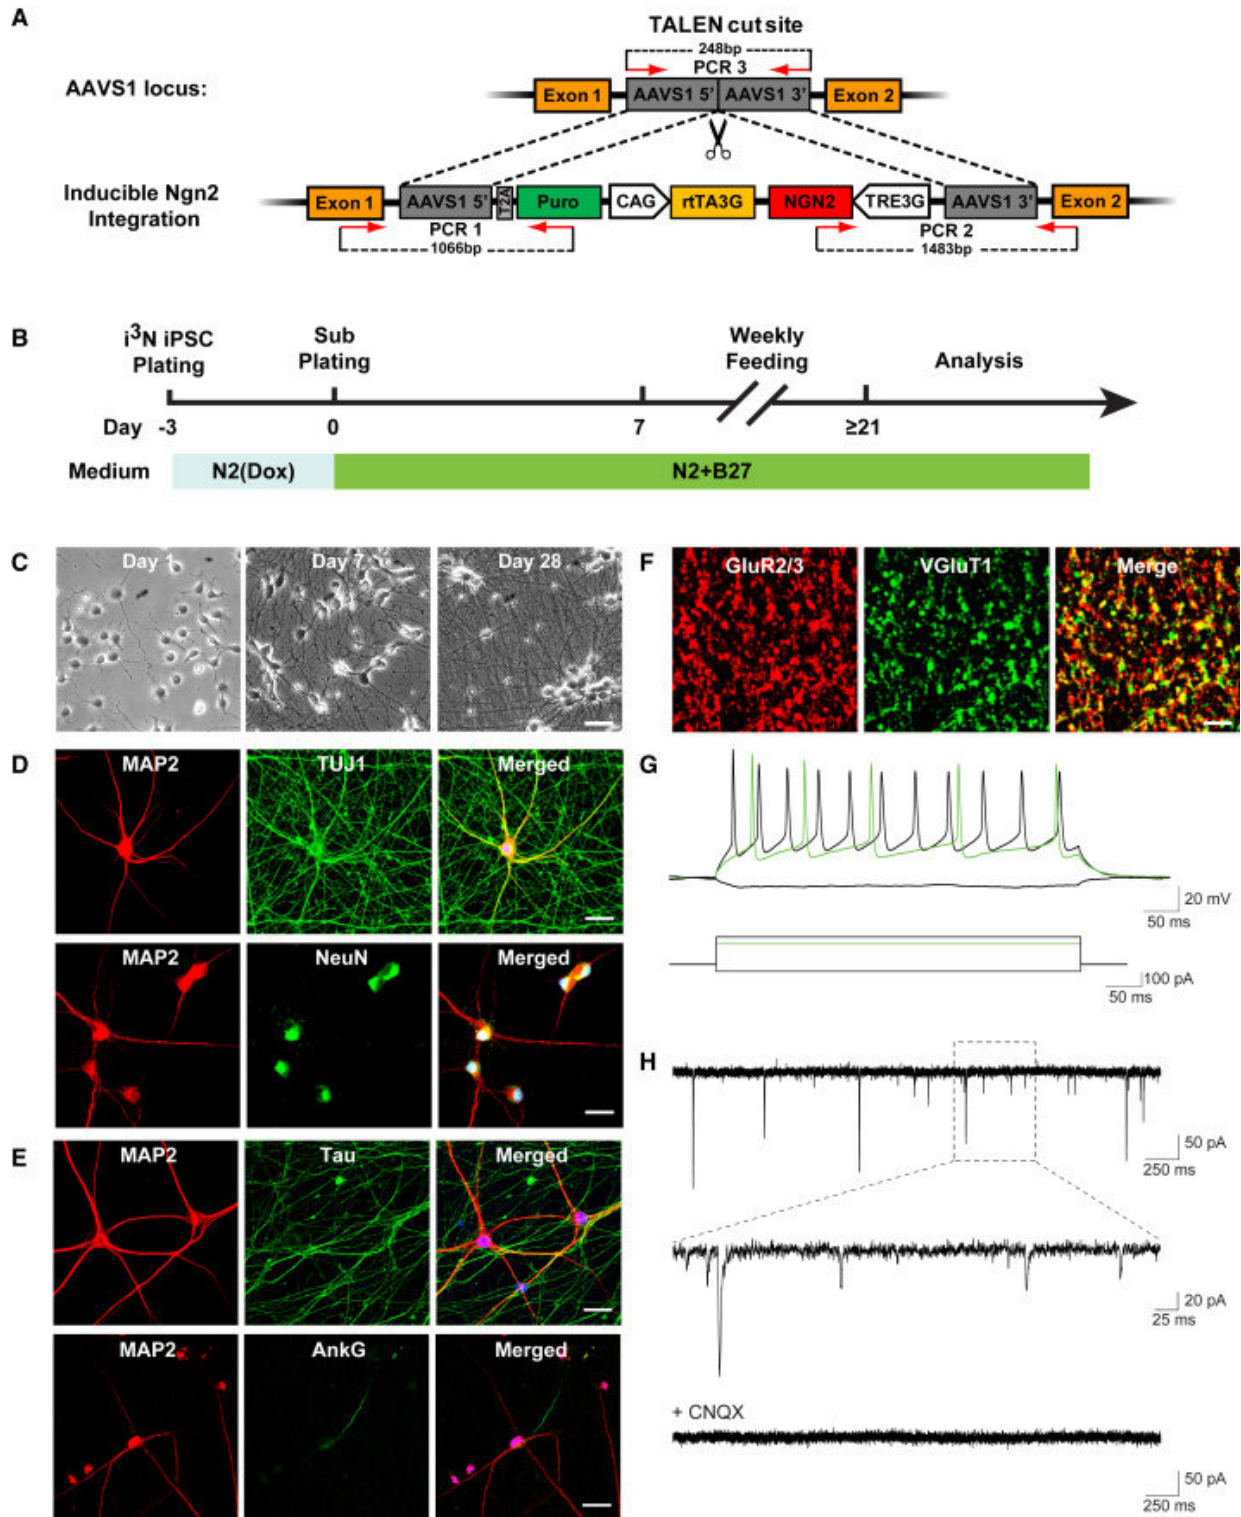 A
TALEN cut site
248bp
PCR 3
AAVS1 locus:
Exon 1 AAVS1 5' AAVS1 3' Exon 2
Inducible Ngn2
Integration
Exon 1 AAVS1 5' T2A Puro CAG rtTA3G NGN2 TRE3G AAVS1 3' Exon 2
PCR 1 PCR 2
1066bp 1483bp
B
i3N iPSC
Plating
Sub
Plating
Weekly
Feeding
Analysis
Day -3 0 7 ≥21
Medium N2(Dox) N2+B27
C
Day 1 Day 7 Day 28
D
MAP2 TUJ1 Merged
MAP2 NeuN Merged
E
MAP2 Tau Merged
MAP2 AnkG Merged
F
GluR2/3 VGluT1 Merge
G
20 mV
50 ms
100 pA
50 ms
H
50 pA
250 ms
20 pA
25 ms
+ CNQX
50 pA
250 ms